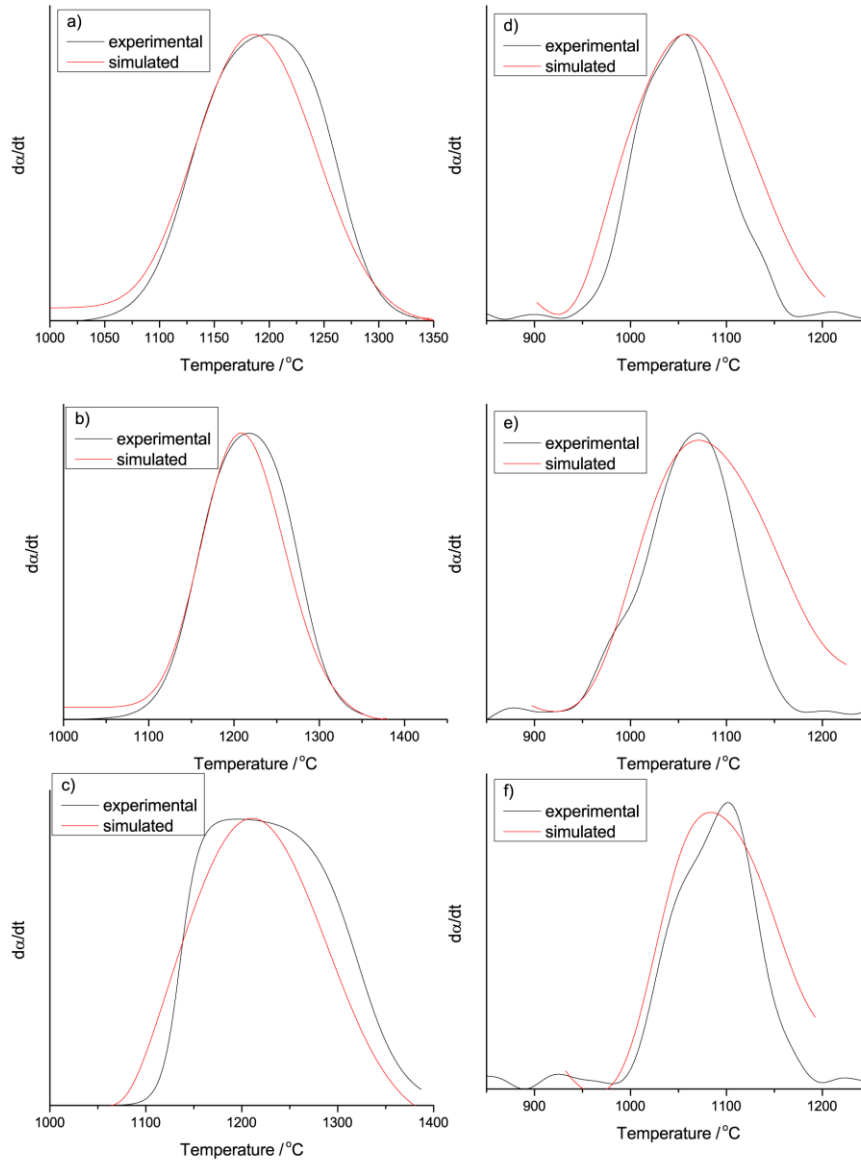 a)
experimental
simulated
dα/dt
1000 1050 1100 1150 1200 1250 1300 1350
Temperature /°C
d)
experimental
simulated
dα/dt
900 1000 1100 1200
Temperature /°C
b)
experimental
simulated
dα/dt
1000 1100 1200 1300 1400
Temperature /°C
e)
experimental
simulated
dα/dt
900 1000 1100 1200
Temperature /°C
c)
experimental
simulated
dα/dt
1000 1100 1200 1300 1400
Temperature /°C
f)
experimental
simulated
dα/dt
900 1000 1100 1200
Temperature /°C